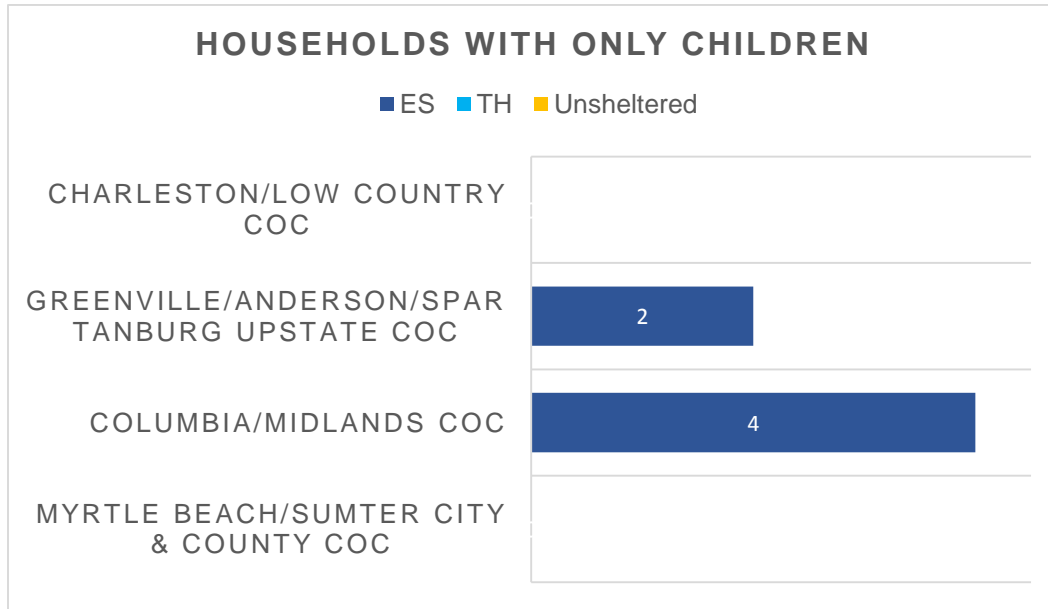 HOUSEHOLDS WITH ONLY CHILDREN
ES TH Unsheltered
CHARLESTON/LOW COUNTRY
COC
GREENVILLE/ANDERSON/SPAR
TANBURG UPSTATE COC
2
COLUMBIA/MIDLANDS COC
4
MYRTLE BEACH/SUMTER CITY
& COUNTY COC